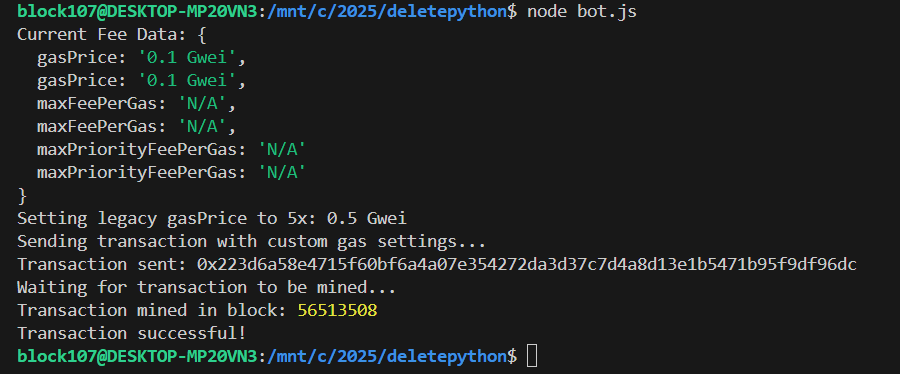 block107@DESKTOP-MP20VN3:/mnt/c/2025/deletepython$ node bot.js
Current Fee Data: {
  gasPrice: '0.1 Gwei',
  gasPrice: '0.1 Gwei',
  maxFeePerGas: 'N/A',
  maxFeePerGas: 'N/A',
  maxPriorityFeePerGas: 'N/A'
  maxPriorityFeePerGas: 'N/A'
}
Setting legacy gasPrice to 5x: 0.5 Gwei
Sending transaction with custom gas settings...
Transaction sent: 0x223d6a58e4715f60bf6a4a07e354272da3d37c7d4a8d13e1b5471b95f9df96dc
Waiting for transaction to be mined...
Transaction mined in block: 56513508
Transaction successful!
block107@DESKTOP-MP20VN3:/mnt/c/2025/deletepython$